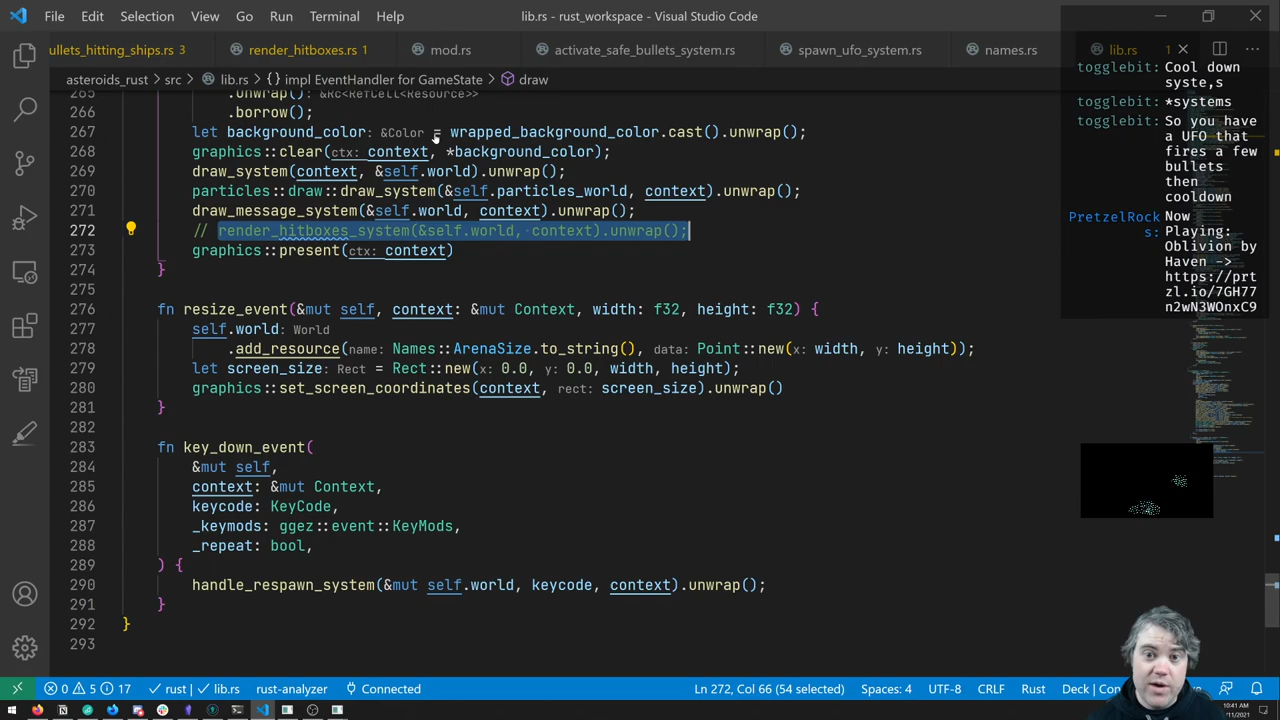 File Edit Selection View Go Run Terminal Help
lib.rs - rust_workspace - Visual Studio Code
ullets_hitting_ships.rs 3 render_hitboxes.rs 1 mod.rs activate_safe_bullets_system.rs spawn_ufo_system.rs names.rs lib.rs 1
asteroids_rust > src > lib.rs > {} impl EventHandler for GameState > draw
265 .unwrap(): &Rc<RefCell<Resource>>
266 .borrow();
267 let background_color: &Color = wrapped_background_color.cast().unwrap();
268 graphics::clear(ctx: context, *background_color);
269 draw_system(context, &self.world).unwrap();
270 particles::draw::draw_system(&self.particles_world, context).unwrap();
271 draw_message_system(&self.world, context).unwrap();
272 // render_hitboxes_system(&self.world, context).unwrap();
273 graphics::present(ctx: context)
274 }
275
276 fn resize_event(&mut self, context: &mut Context, width: f32, height: f32) {
277 self.world: World
278 .add_resource(name: Names::ArenaSize.to_string(), data: Point::new(x: width, y: height));
279 let screen_size: Rect = Rect::new(x: 0.0, y: 0.0, width, height);
280 graphics::set_screen_coordinates(context, rect: screen_size).unwrap()
281 }
282
283 fn key_down_event(
284 &mut self,
285 context: &mut Context,
286 keycode: KeyCode,
287 _keymods: ggez::event::KeyMods,
288 _repeat: bool,
289 ) {
290 handle_respawn_system(&mut self.world, keycode, context).unwrap();
291 }
292 }
293
togglebit: Cool down
syste,s
togglebit: *systems
togglebit: So you have
a UFO that
fires a few
bullets
then
cooldown
PretzelRock Now
s: Playing:
Oblivion by
Haven ->
https://prt
zl.io/7GH77
n2wN3WQnxC9
0 5 17 rust | lib.rs rust-analyzer Connected
Ln 272, Col 66 (54 selected) Spaces: 4 UTF-8 CRLF Rust Deck | Con
10:41 AM
/11/2021